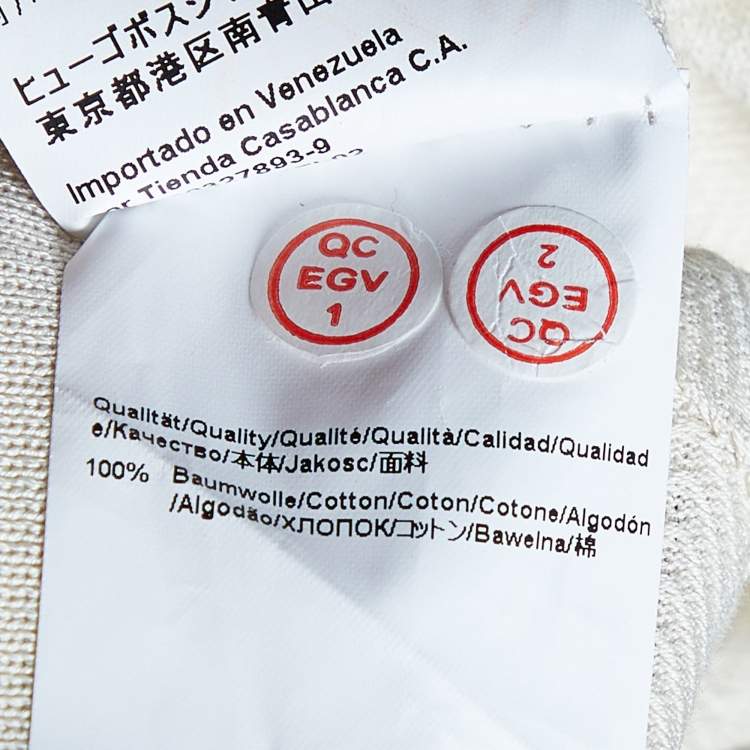 ヒューゴボス
東京都港区南青山
Importado en Venezuela
Tienda Casablanca C.A.
27893-9
QC
EGV
1
QC
EGV
2
Qualität/Quality/Qualité/Qualità/Calidad/Qualidad
e/Качество/本体/Jakosc/面料
100% Baumwolle/Cotton/Coton/Cotone/Algodón
/Algodão/ХЛОПОК/コットン/Bawelna/棉